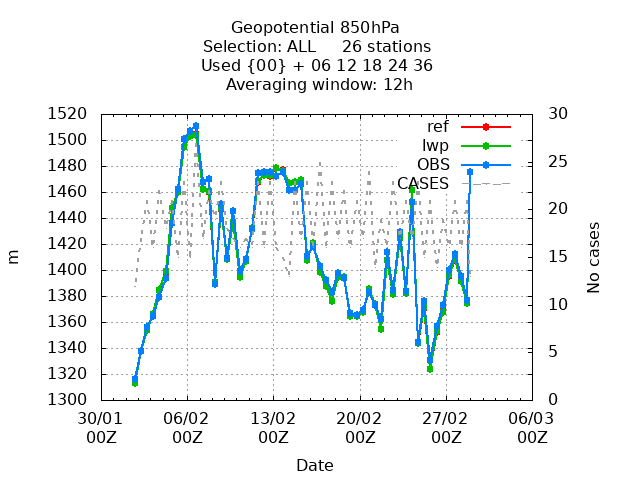 Geopotential 850hPa
Selection: ALL     26 stations
Used {00} + 06 12 18 24 36
Averaging window: 12h
1520
1500
1480
1460
1440
1420
1400
1380
1360
1340
1320
1300
m
30
25
20
15
10
5
0
No cases
ref
lwp
OBS
CASES
30/01 06/02 13/02 20/02 27/02 06/03
00Z 00Z 00Z 00Z 00Z 00Z
Date